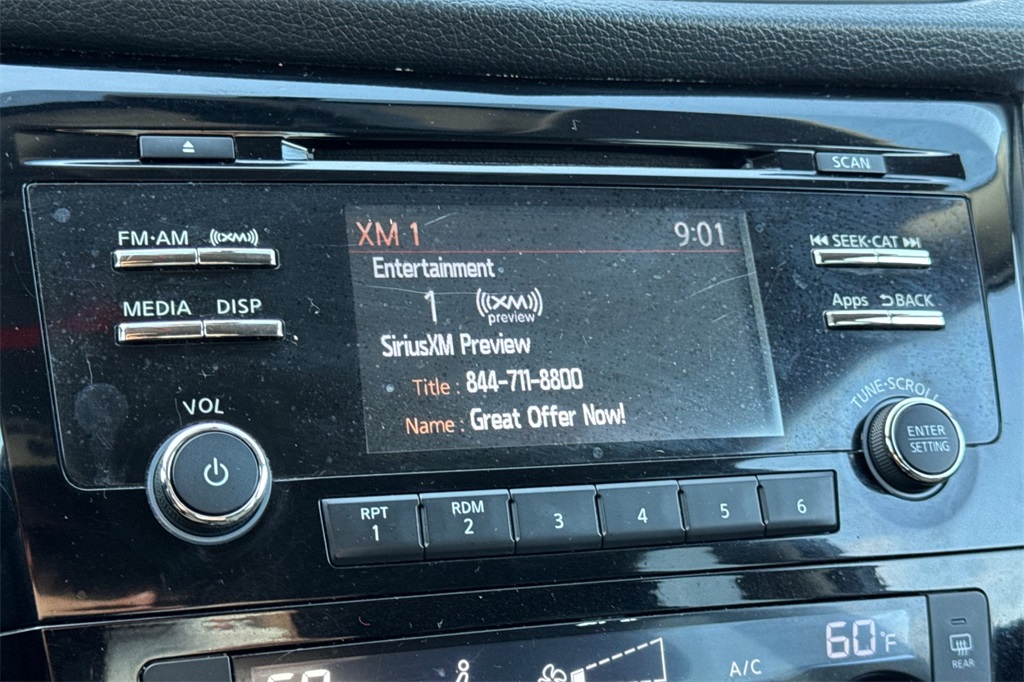 SCAN
FM·AM ((XM))
SEEK·CAT
MEDIA DISP
Apps BACK
XM 1 9:01
Entertainment
1 ((XM))
preview
SiriusXM Preview
Title : 844-711-8800
Name : Great Offer Now!
VOL
TUNE·SCROLL
ENTER
SETTING
RPT RDM
1 2 3 4 5 6
60 60°F
A/C
REAR